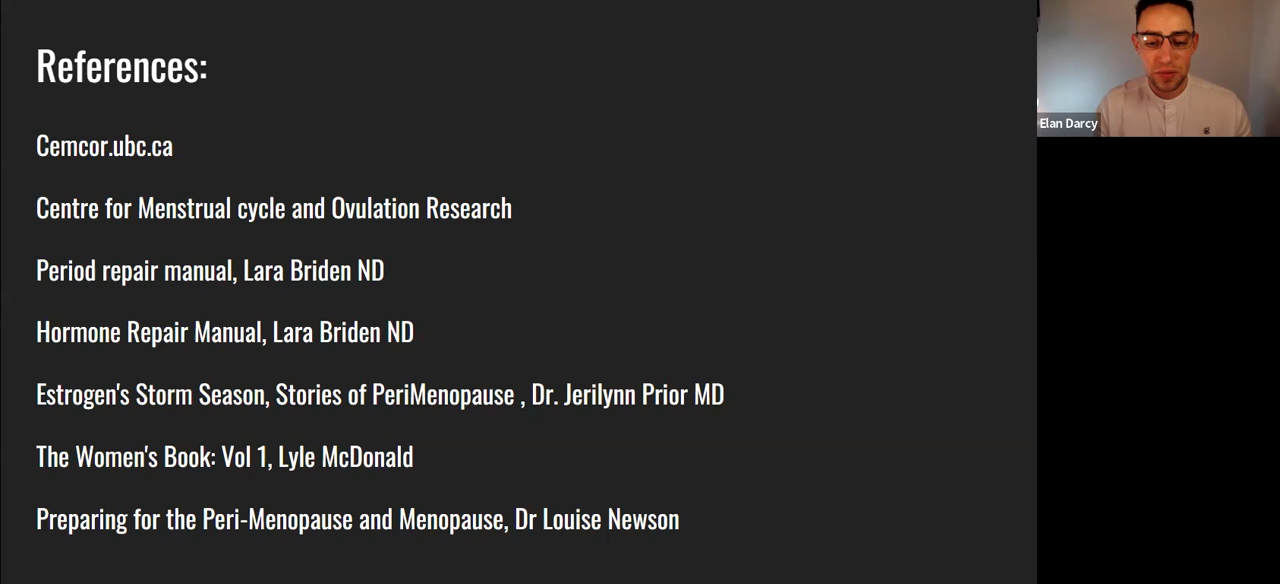 References:
Cemcor.ubc.ca
Centre for Menstrual cycle and Ovulation Research
Period repair manual, Lara Briden ND
Hormone Repair Manual, Lara Briden ND
Estrogen's Storm Season, Stories of PeriMenopause , Dr. Jerilynn Prior MD
The Women's Book: Vol 1, Lyle McDonald
Preparing for the Peri-Menopause and Menopause, Dr Louise Newson
Elan Darcy